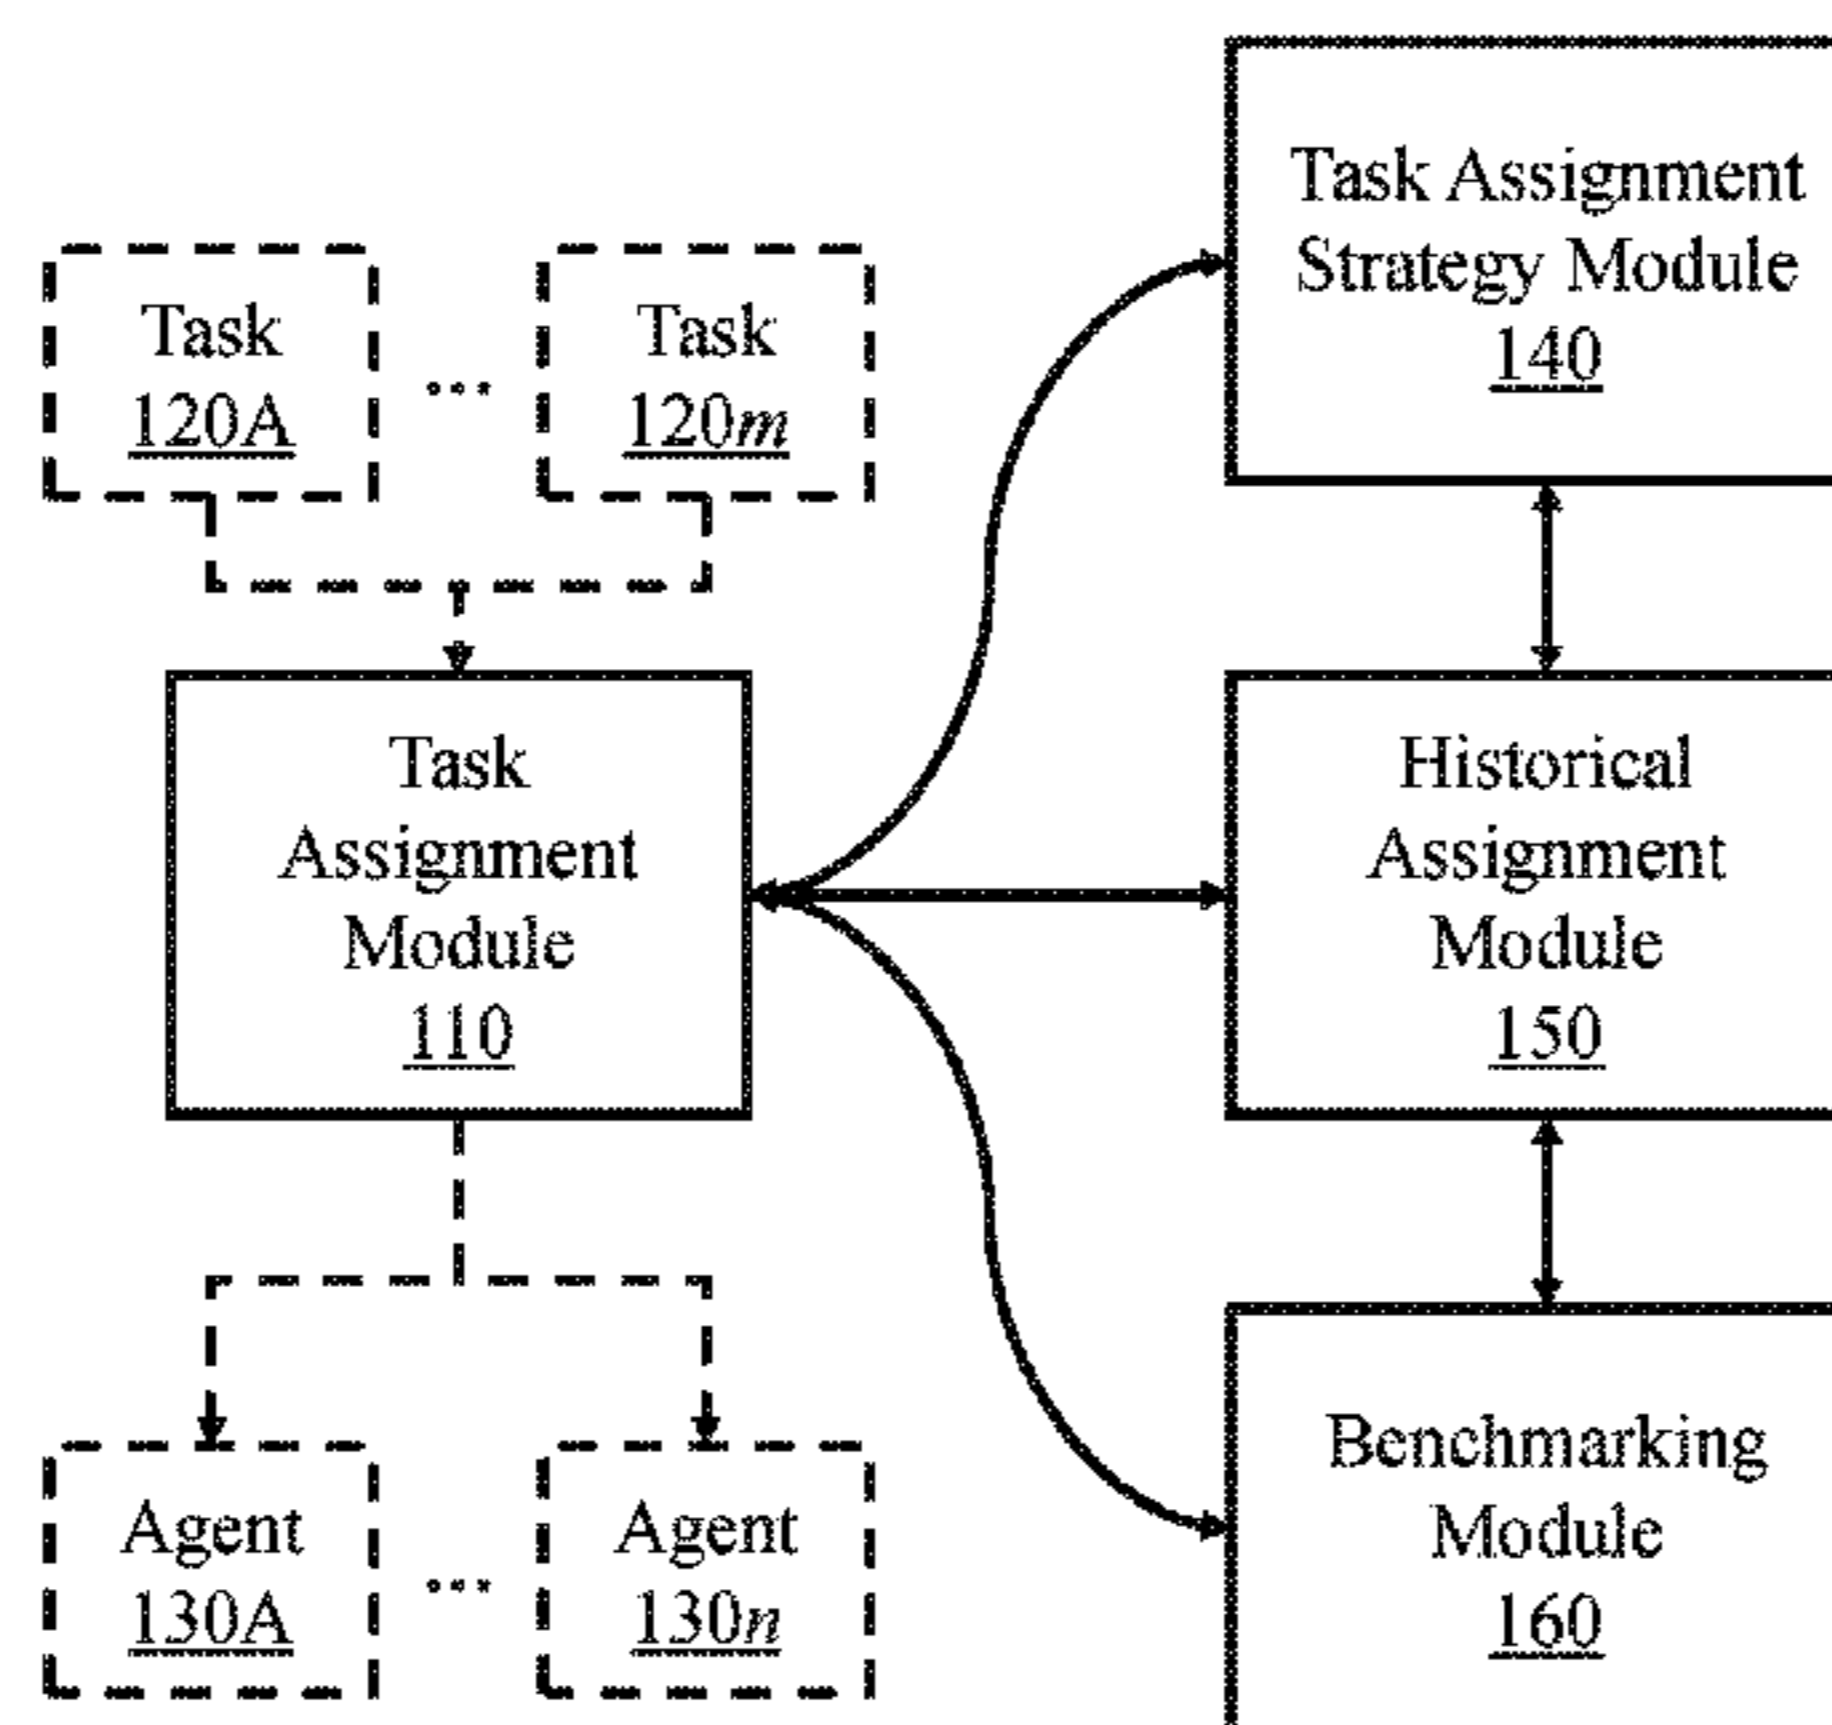 Task Assignment
Strategy Module
140
Task
120A
...
Task
120m
Task
Assignment
Module
110
Historical
Assignment
Module
150
Agent
130A
...
Agent
130n
Benchmarking
Module
160